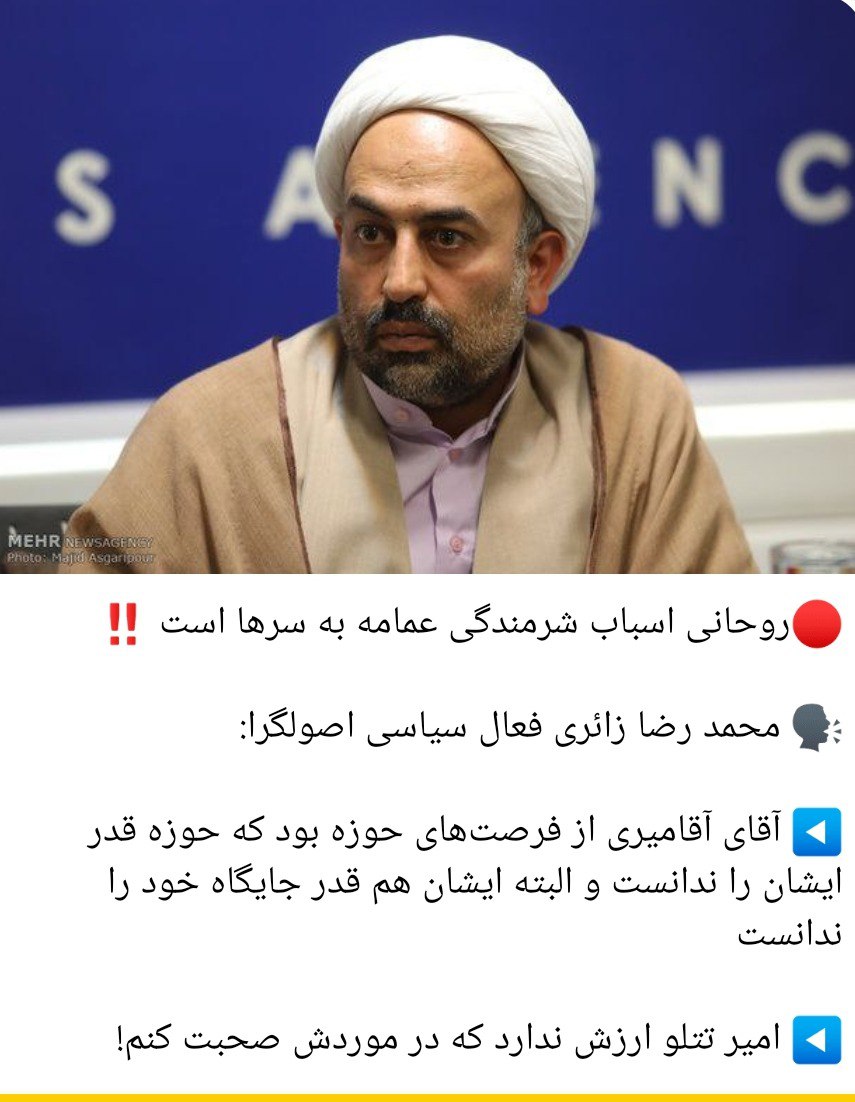 S A ENC
MEHR NEWSAGENCY
Photo: Majid Asgaripour
🔴روحانی اسباب شرمندگی عمامه به سرها است ‼️
🗣 محمد رضا زائری فعال سیاسی اصولگرا:
◀️ آقای آقامیری از فرصت‌های حوزه بود که حوزه قدر
ایشان را ندانست و البته ایشان هم قدر جایگاه خود را
ندانست
◀️ امیر تتلو ارزش ندارد که در موردش صحبت کنم!